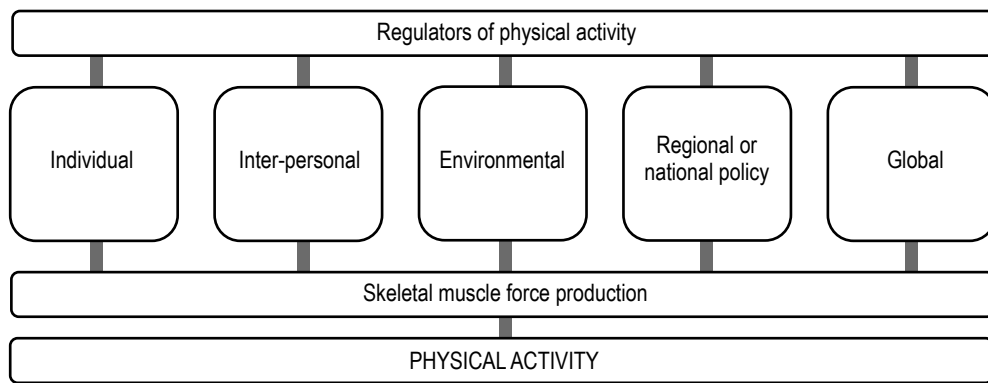 Regulators of physical activity
Individual
Inter-personal
Environmental
Regional or
national policy
Global
Skeletal muscle force production
PHYSICAL ACTIVITY